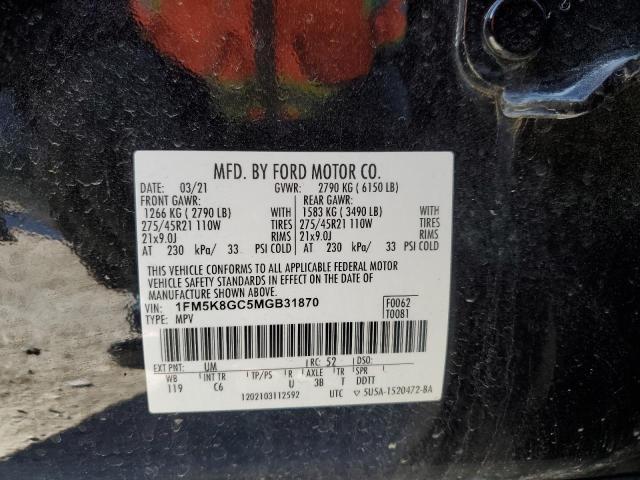 MFD. BY FORD MOTOR CO.
DATE: 03/21 GVWR: 2790 KG ( 6150 LB)
FRONT GAWR: REAR GAWR:
1266 KG ( 2790 LB) WITH 1583 KG ( 3490 LB) WITH
275/45R21 110W TIRES 275/45R21 110W TIRES
21x9.0J RIMS 21x9.0J RIMS
AT 230 kPa/ 33 PSI COLD AT 230 kPa/ 33 PSI COLD
THIS VEHICLE CONFORMS TO ALL APPLICABLE FEDERAL MOTOR
VEHICLE SAFETY STANDARDS IN EFFECT ON THE DATE OF
MANUFACTURE SHOWN ABOVE.
VIN: 1FM5K8GC5MGB31870 F0062
TYPE: MPV T0081
EXT PNT: UM RC: 52 DSO:
WB INT TR TP/PS R AXLE TR SPR
119 C6 U 3B T DDTT
1202103112592 UTC ▽ 5USA-1520472-BA